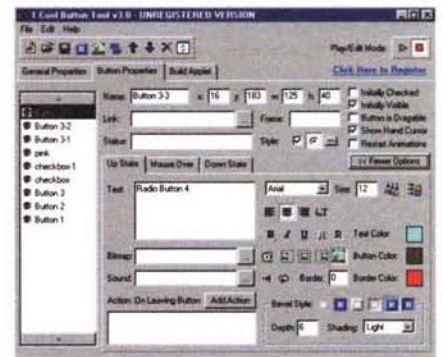 1 Cool Button Tool v3.0 - UNREGISTERED VERSION
File Edit Help
Play/Edit Mode:
General Properties Button Properties Build Applet Click Here to Register
Name: Button 3-3 x: 16 y: 183 w: 125 h: 40 Initially Checked
Initially Visible
Link: Frame: Button is Dragable
Show Hand Cursor
Status: Style: Restart Animations
Up State Mouse Over Down State Fewer Options
Button 3-2
Button 3-1
pink
checkbox1
checkbox
Button 3
Button 2
Button 1
Text: Radio Button 4 Arial Size: 12
B I U R Text Color:
Bitmap: Button Color:
Sound: Border: 0 Border Color:
Action: On Leaving Button Add Action
Bevel Style:
Depth: 6 Shading: Light